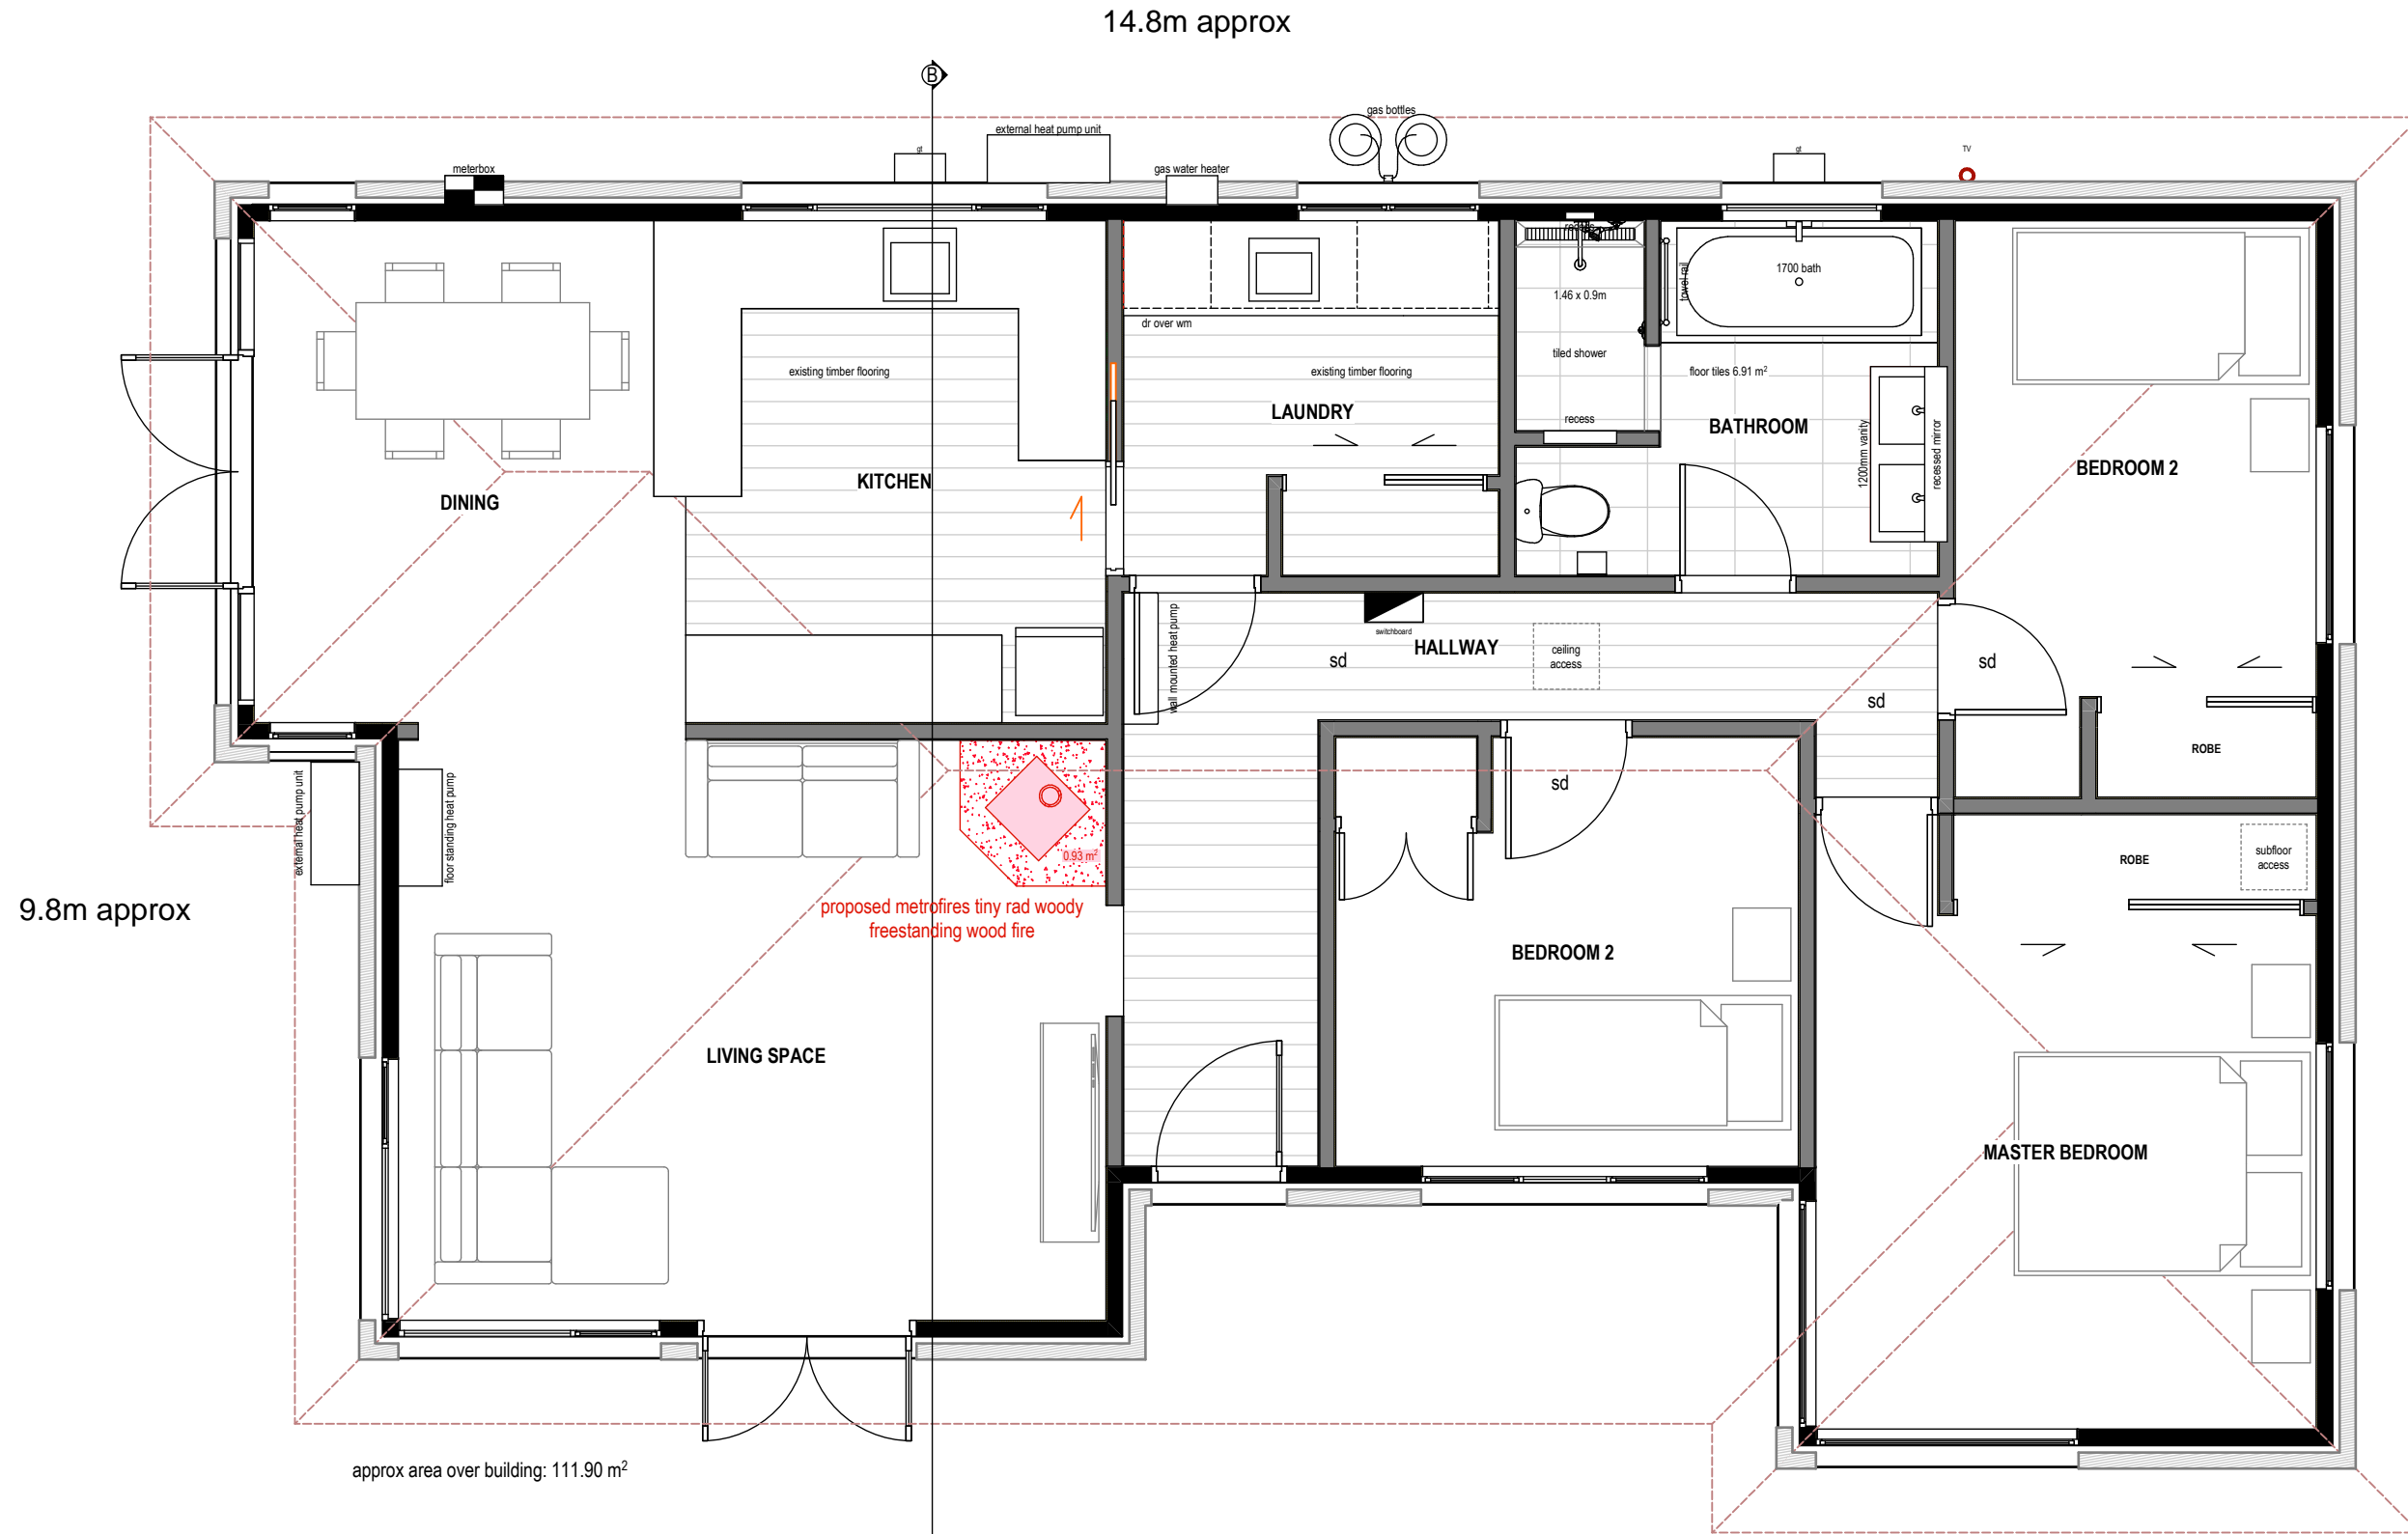 14.8m approx
B
gas bottles
external heat pump unit
gt
gt
TV
meterbox
gas water heater
recess
1700 bath
towel rail
1.46 x 0.9m
dr over wm
tiled shower
existing timber flooring
existing timber flooring
floor tiles 6.91 m²
LAUNDRY
recess
BATHROOM
1200mm vanity
recessed mirror
BEDROOM 2
KITCHEN
DINING
wall mounted heat pump
switchboard
HALLWAY
ceiling
access
sd
sd
sd
ROBE
external heat pump unit
floor standing heat pump
sd
0.93 m²
ROBE
subfloor
access
9.8m approx
proposed metrofires tiny rad woody
freestanding wood fire
BEDROOM 2
LIVING SPACE
MASTER BEDROOM
approx area over building: 111.90 m²